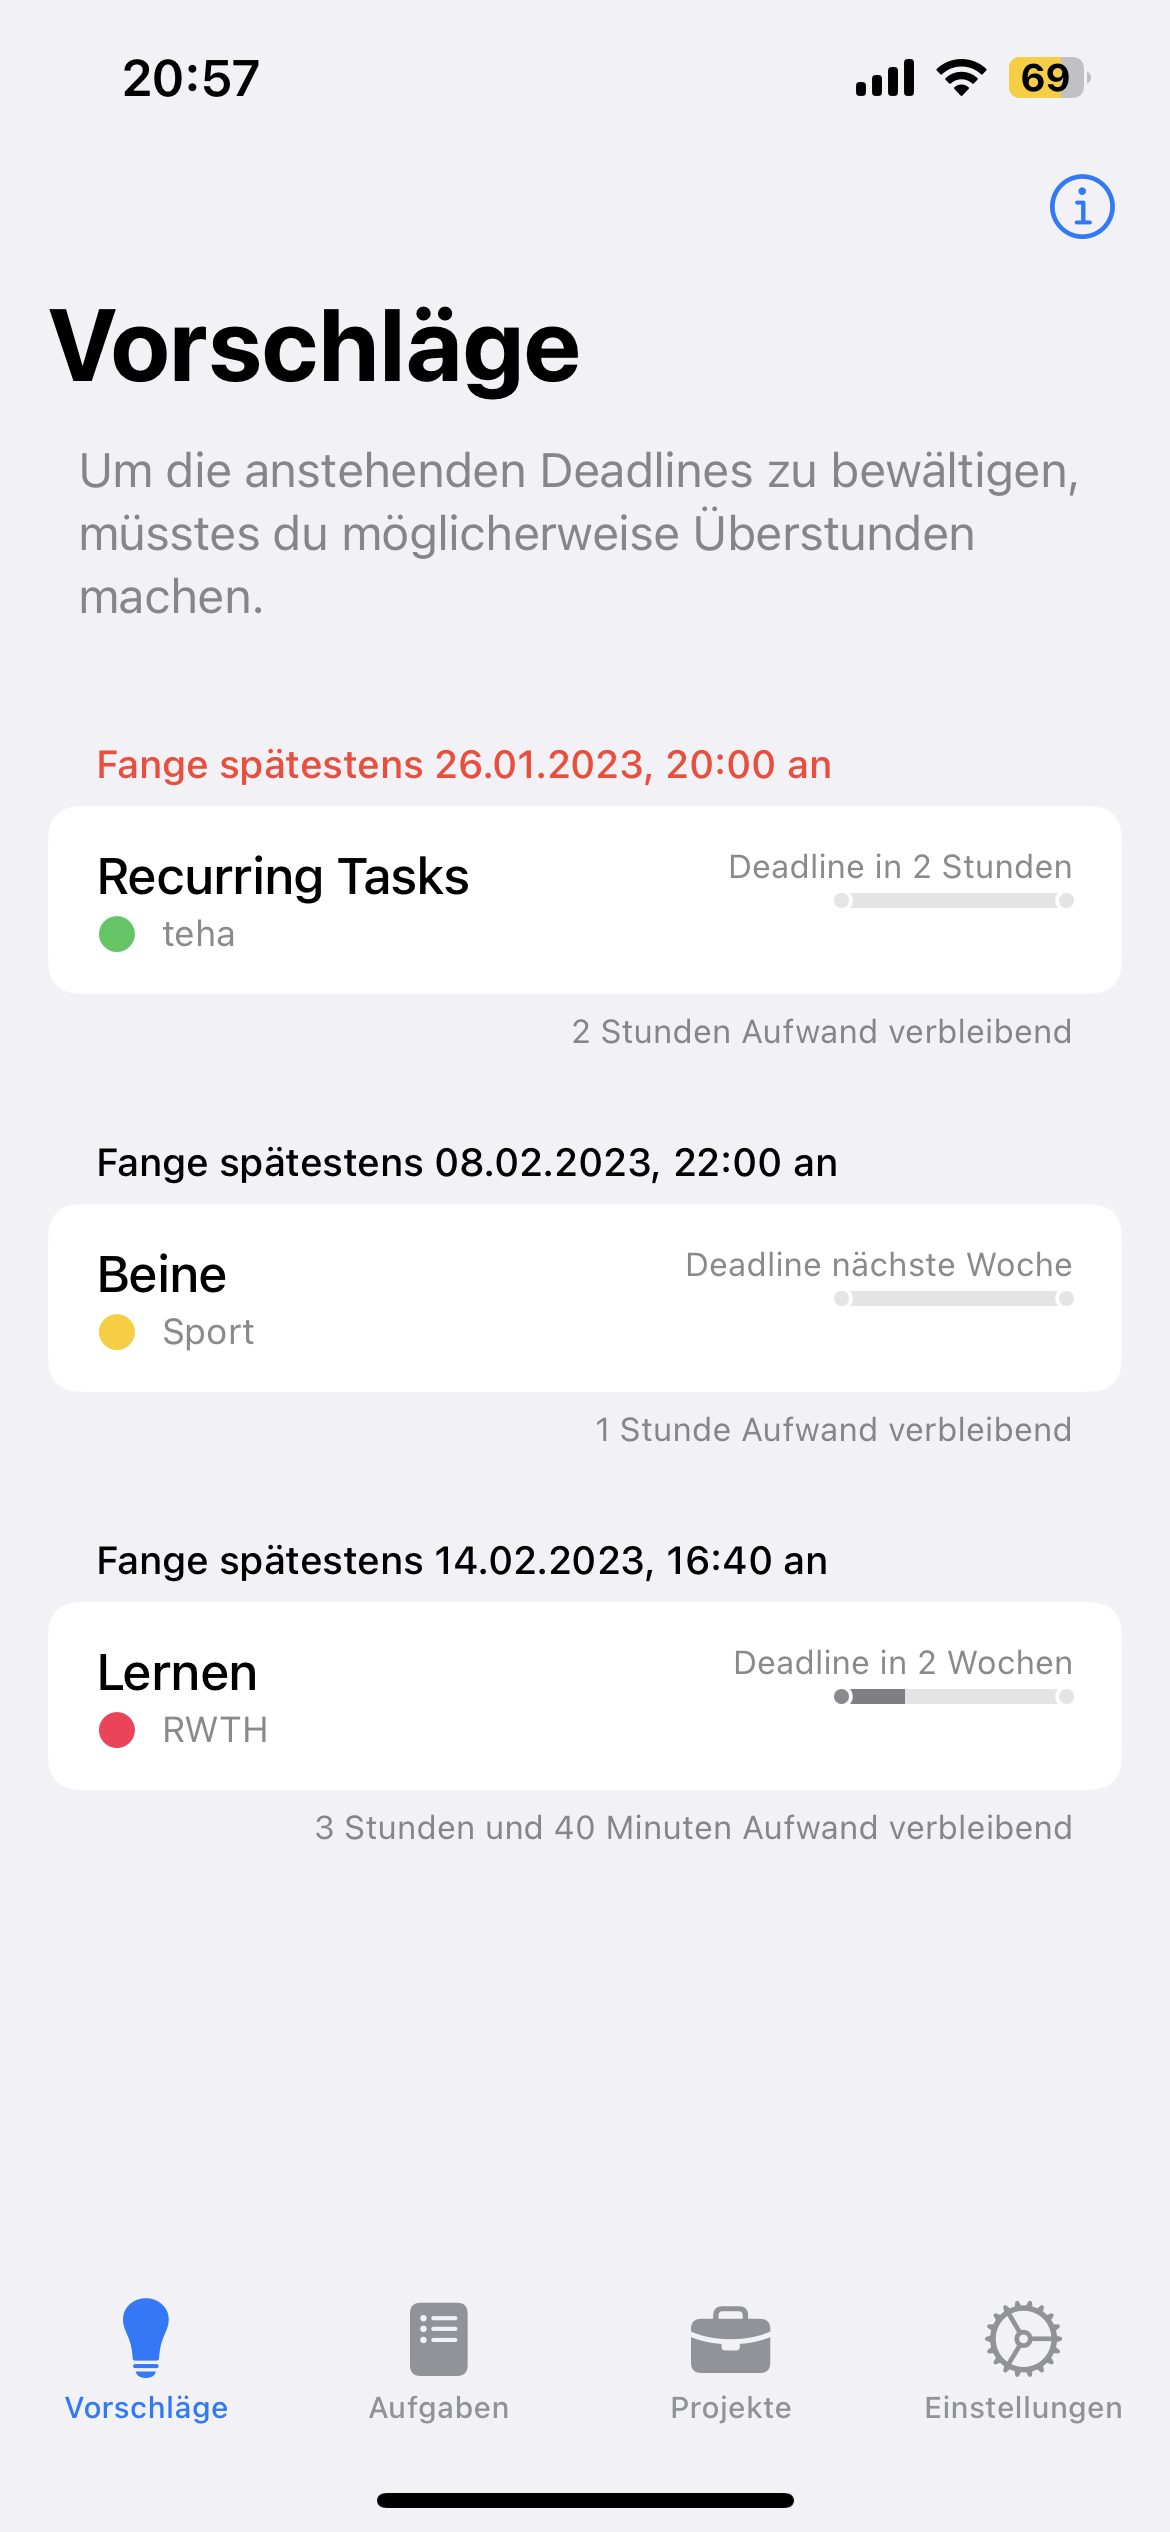 20:57
69
Vorschläge
Um die anstehenden Deadlines zu bewältigen,
müsstes du möglicherweise Überstunden
machen.
Fange spätestens 26.01.2023, 20:00 an
Recurring Tasks
Deadline in 2 Stunden
teha
2 Stunden Aufwand verbleibend
Fange spätestens 08.02.2023, 22:00 an
Beine
Deadline nächste Woche
Sport
1 Stunde Aufwand verbleibend
Fange spätestens 14.02.2023, 16:40 an
Lernen
Deadline in 2 Wochen
RWTH
3 Stunden und 40 Minuten Aufwand verbleibend
Vorschläge
Aufgaben
Projekte
Einstellungen